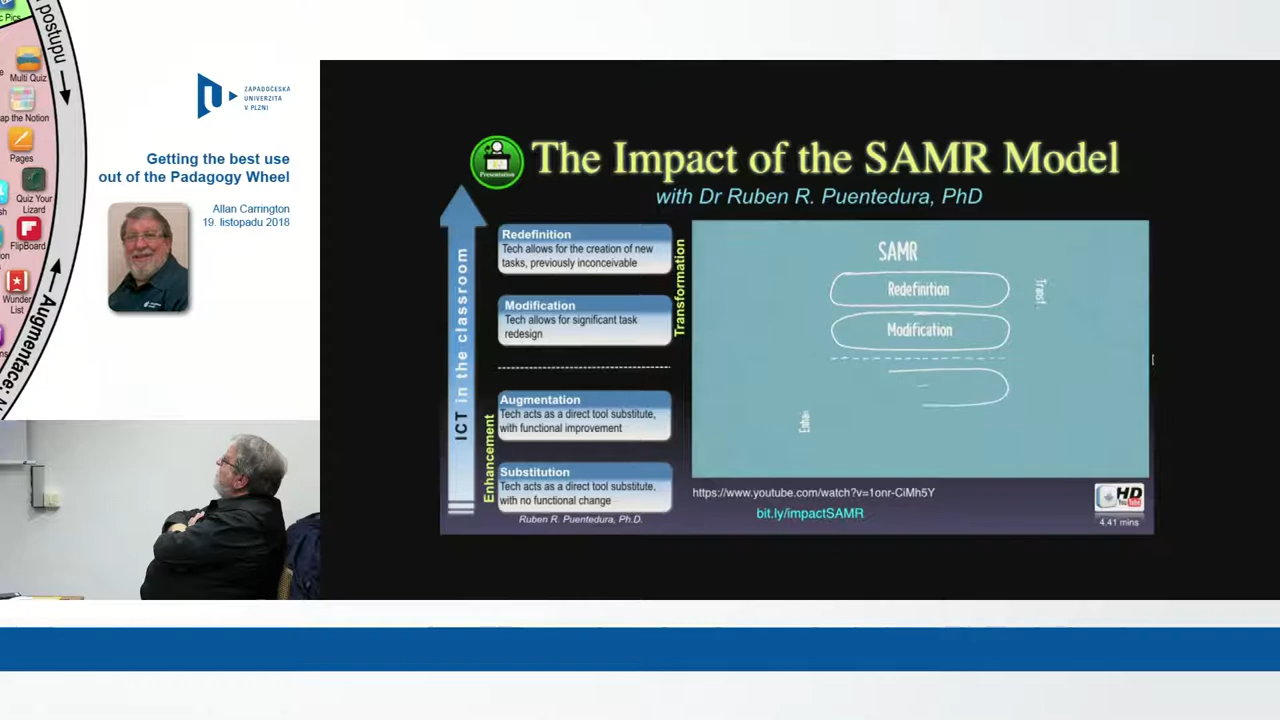 c Pics
postupu
Multi Quiz
ap the Notion
Pages
Quiz Your
Lizard
FlipBoard
Wunder
List
Augmentace:
ZÁPADOČESKÁ
UNIVERZITA
V PLZNI
Getting the best use
out of the Padagogy Wheel
Allan Carrington
19. listopadu 2018
Presentation
The Impact of the SAMR Model
with Dr Ruben R. Puentedura, PhD
ICT in the classroom
Redefinition
Tech allows for the creation of new
tasks, previously inconceivable
Modification
Tech allows for significant task
redesign
Transformation
Augmentation
Tech acts as a direct tool substitute,
with functional improvement
Substitution
Tech acts as a direct tool substitute,
with no functional change
Enhancement
Ruben R. Puentedura, Ph.D.
SAMR
Redefinition
Modification
Transf
Enha
https://www.youtube.com/watch?v=1onr-CiMh5Y
bit.ly/impactSAMR
HD
YouTube
4.41 mins